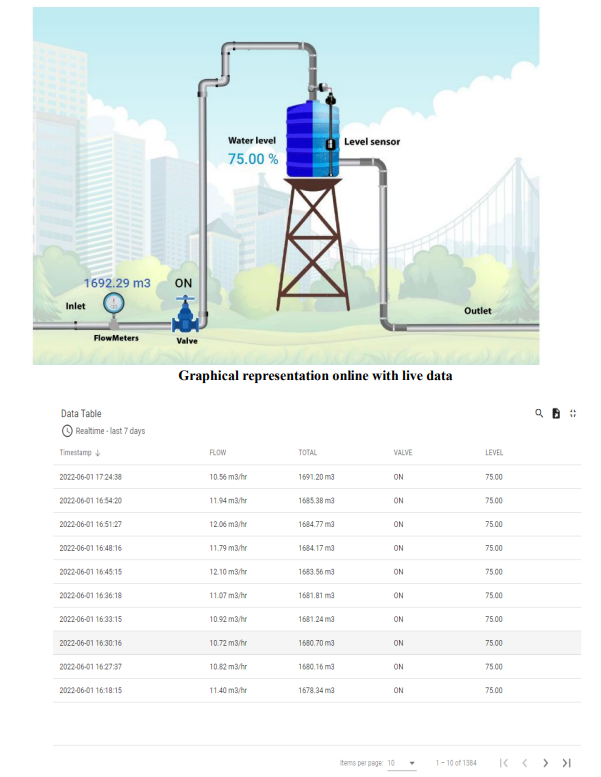 Water level
75.00 %
Level sensor
1692.29 m3
ON
Inlet
Outlet
FlowMeters
Valve
Graphical representation online with live data
Data Table
Realtime - last 7 days
Timestamp ↓ FLOW TOTAL VALVE LEVEL
2022-06-01 17:24:38 10.56 m3/hr 1691.20 m3 ON 75.00
2022-06-01 16:54:20 11.94 m3/hr 1685.38 m3 ON 75.00
2022-06-01 16:51:27 12.06 m3/hr 1684.77 m3 ON 75.00
2022-06-01 16:48:16 11.79 m3/hr 1684.17 m3 ON 75.00
2022-06-01 16:45:15 12.10 m3/hr 1683.56 m3 ON 75.00
2022-06-01 16:36:18 11.07 m3/hr 1681.81 m3 ON 75.00
2022-06-01 16:33:15 10.92 m3/hr 1681.24 m3 ON 75.00
2022-06-01 16:30:16 10.72 m3/hr 1680.70 m3 ON 75.00
2022-06-01 16:27:37 10.82 m3/hr 1680.16 m3 ON 75.00
2022-06-01 16:18:15 11.40 m3/hr 1678.34 m3 ON 75.00
Items per page: 10 1 – 10 of 1384